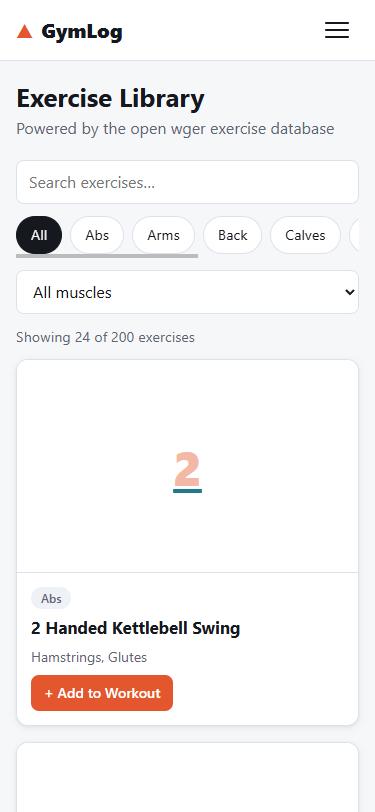 GymLog
Exercise Library
Powered by the open wger exercise database
Search exercises...
All Abs Arms Back Calves
All muscles
Showing 24 of 200 exercises
2
Abs
2 Handed Kettlebell Swing
Hamstrings, Glutes
+ Add to Workout